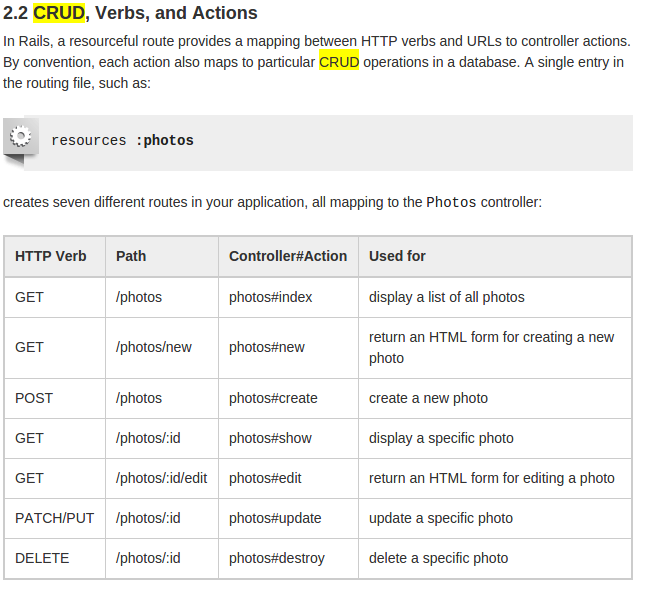 2.2 CRUD, Verbs, and Actions
In Rails, a resourceful route provides a mapping between HTTP verbs and URLs to controller actions.
By convention, each action also maps to particular CRUD operations in a database. A single entry in
the routing file, such as:
resources :photos
creates seven different routes in your application, all mapping to the Photos controller:
HTTP Verb Path Controller#Action Used for
GET /photos photos#index display a list of all photos
GET /photos/new photos#new return an HTML form for creating a new
photo
POST /photos photos#create create a new photo
GET /photos/:id photos#show display a specific photo
GET /photos/:id/edit photos#edit return an HTML form for editing a photo
PATCH/PUT /photos/:id photos#update update a specific photo
DELETE /photos/:id photos#destroy delete a specific photo